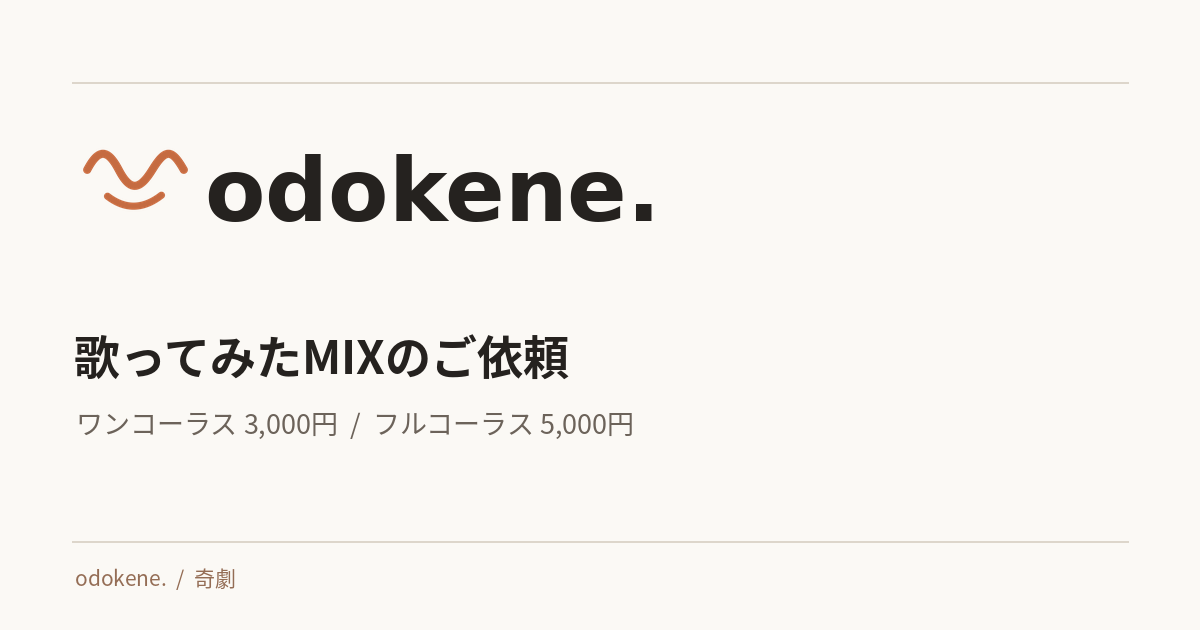 odokene.
歌ってみたMIXのご依頼
ワンコーラス 3,000円 / フルコーラス 5,000円
odokene. / 奇劇